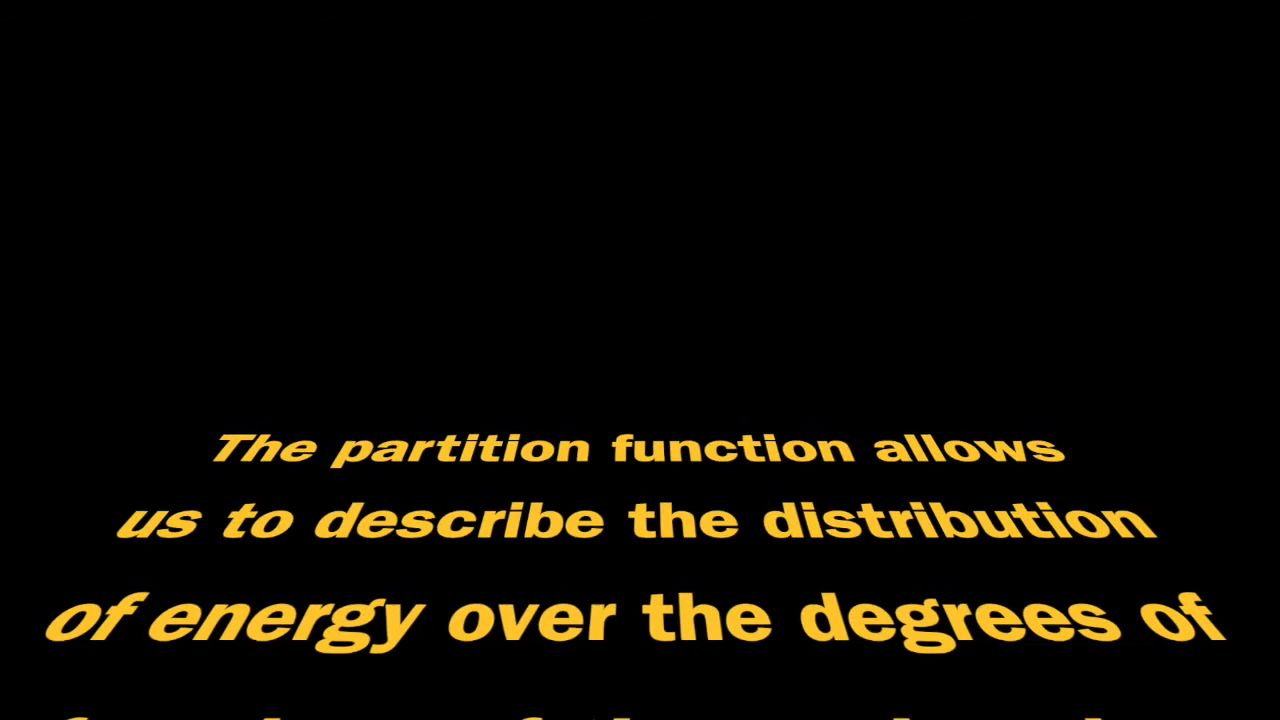 The partition function allows
us to describe the distribution
of energy over the degrees of